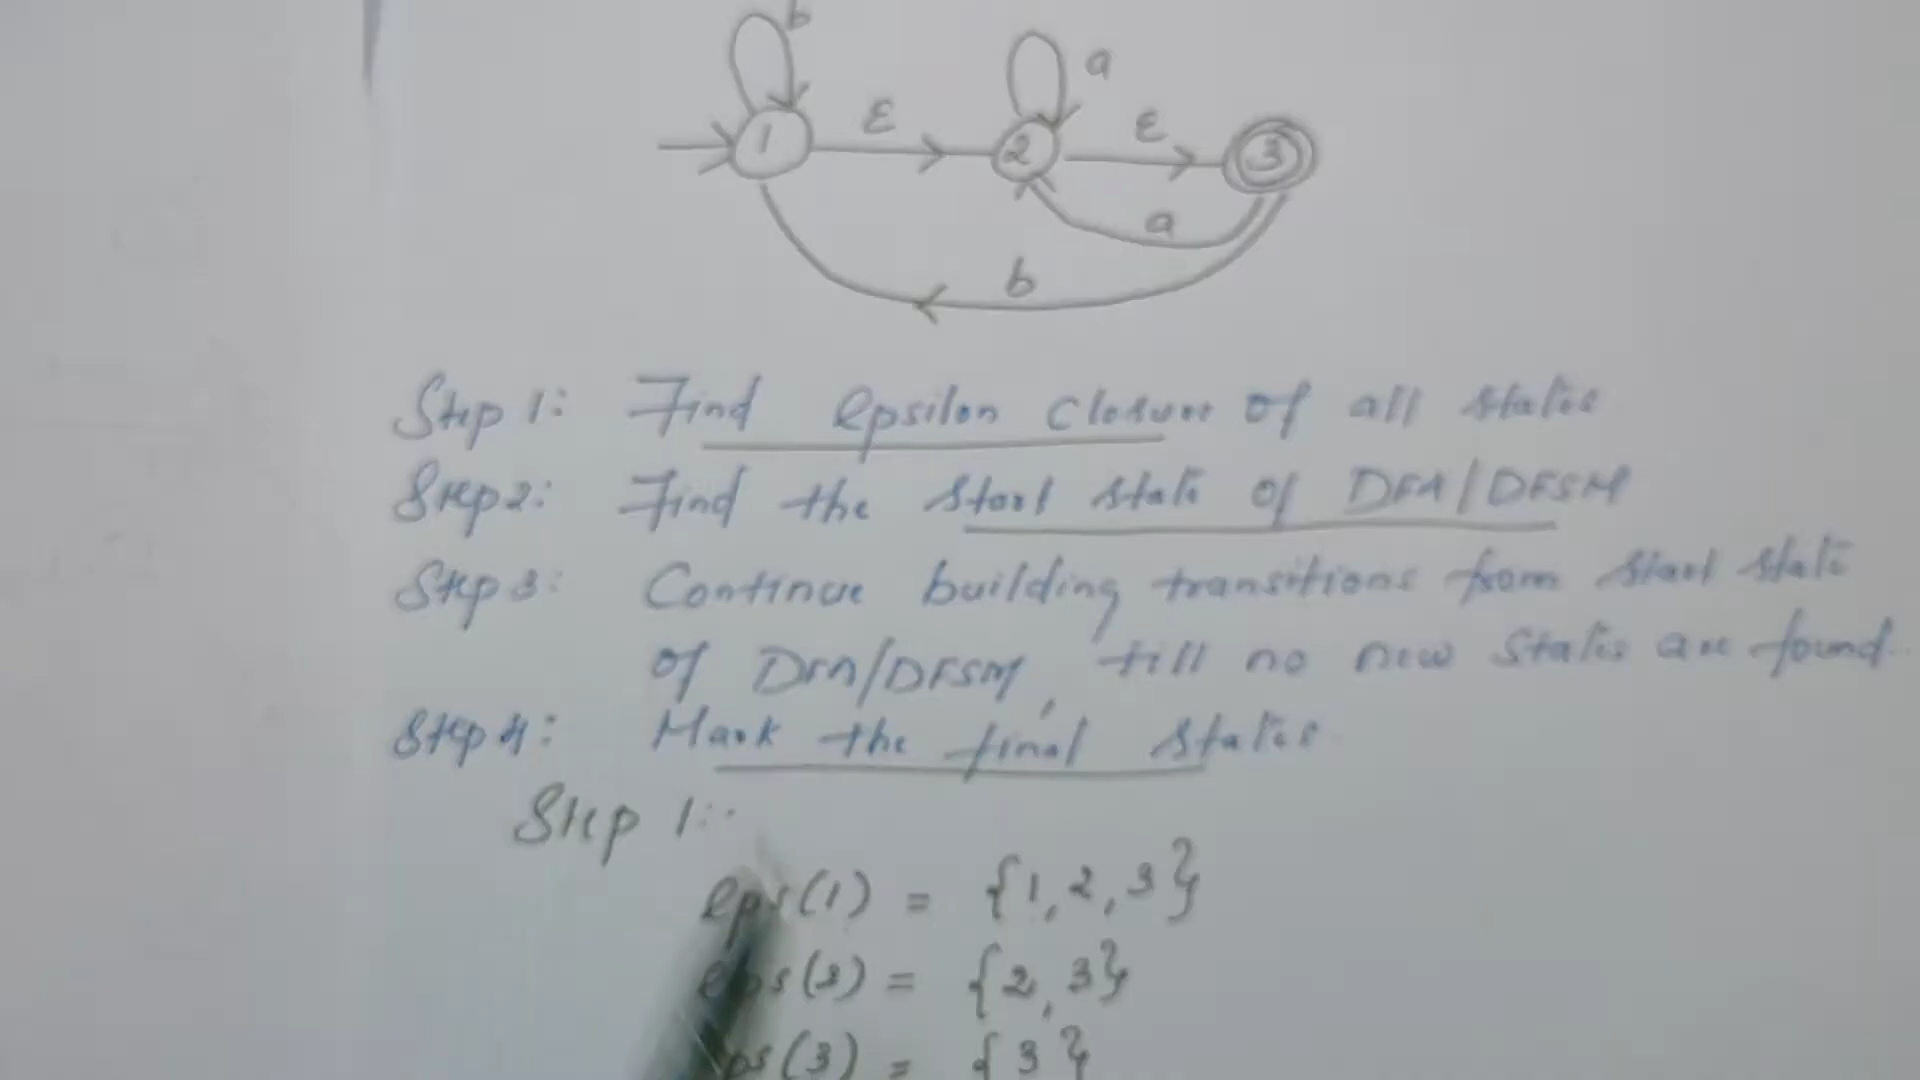 b
a
ε
ε
1
2
3
a
b
Step 1: Find epsilon closure of all states
Step 2: Find the start state of DFA/DFSM
Step 3: Continue building transitions from start state
of DFA/DFSM, till no new states are found.
Step 4: Mark the final states.
Step 1:
eps(1) = {1, 2, 3}
eps(2) = {2, 3}
eps(3) = {3}